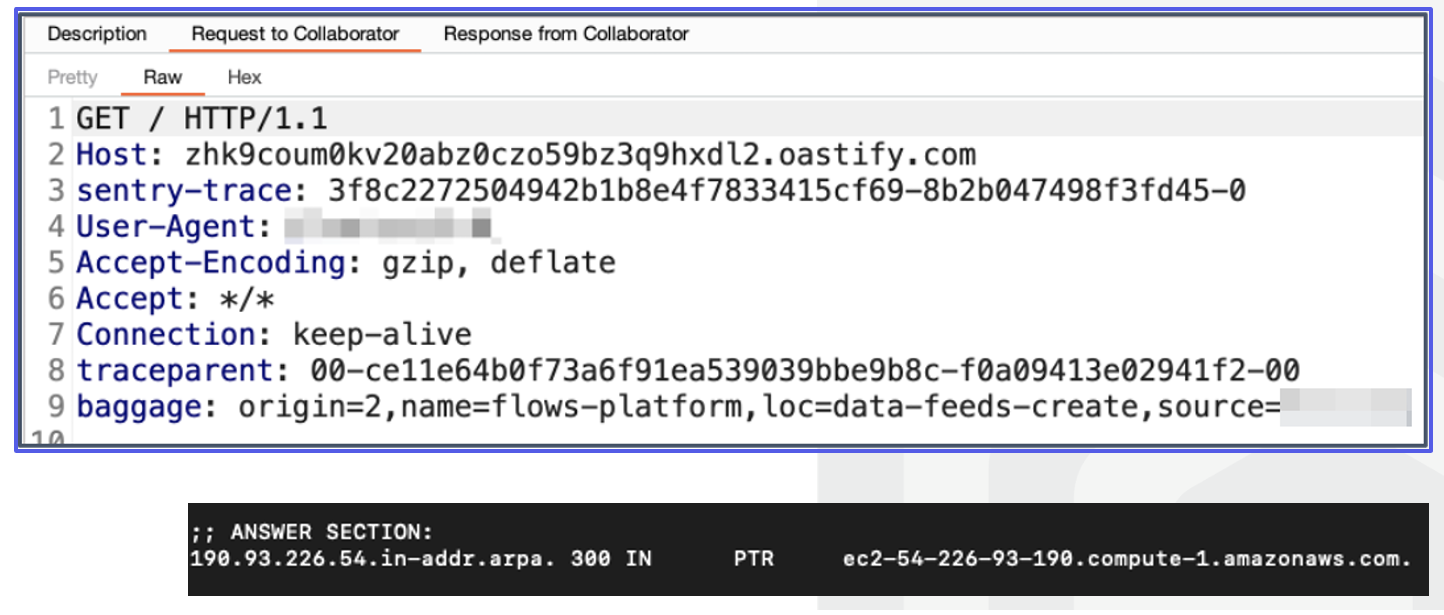 Description Request to Collaborator Response from Collaborator
Pretty Raw Hex
1 GET / HTTP/1.1
2 Host: zhk9coum0kv20abz0czo59bz3q9hxdl2.oastify.com
3 sentry-trace: 3f8c2272504942b1b8e4f7833415cf69-8b2b047498f3fd45-0
4 User-Agent:
5 Accept-Encoding: gzip, deflate
6 Accept: */*
7 Connection: keep-alive
8 traceparent: 00-ce11e64b0f73a6f91ea539039bbe9b8c-f0a09413e02941f2-00
9 baggage: origin=2,name=flows-platform,loc=data-feeds-create,source=
10
;; ANSWER SECTION:
190.93.226.54.in-addr.arpa. 300 IN PTR ec2-54-226-93-190.compute-1.amazonaws.com.